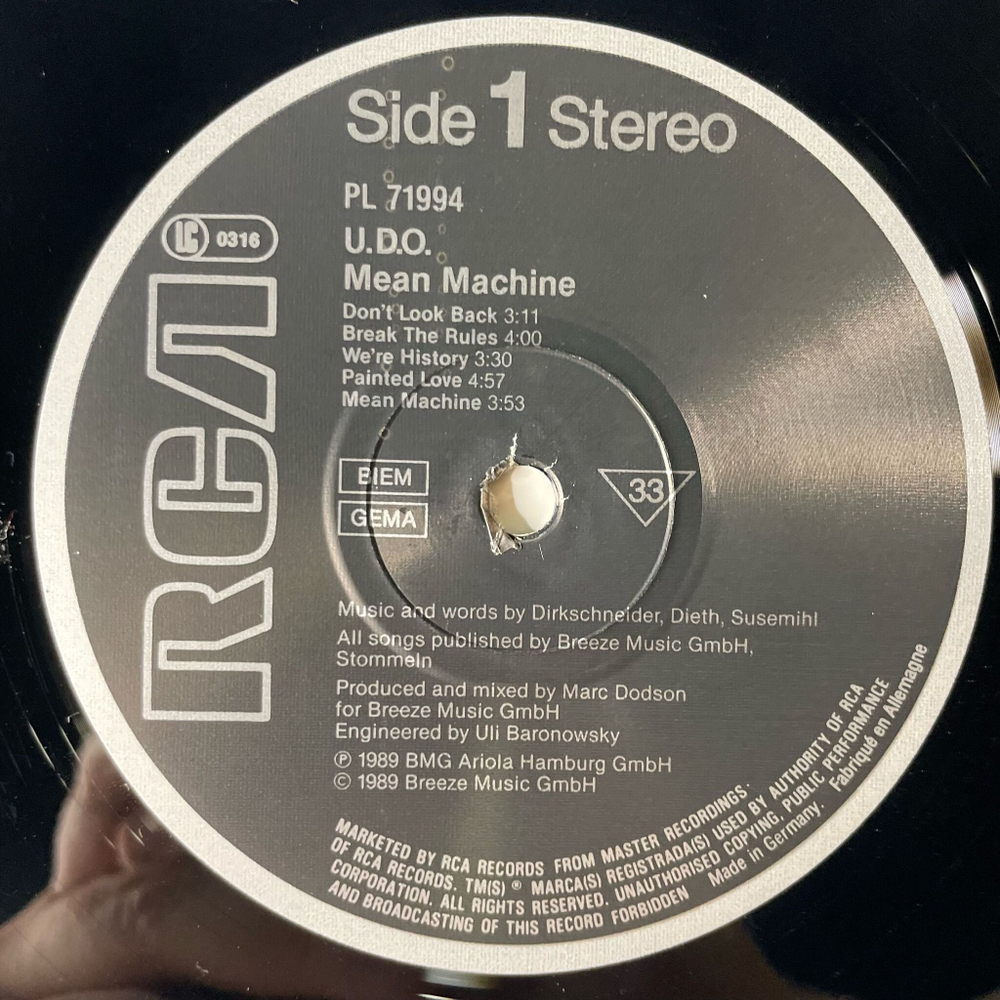 Side 1 Stereo
PL 71994
LC 0316
U.D.O.
Mean Machine
Don't Look Back 3:11
Break The Rules 4:00
We're History 3:30
Painted Love 4:57
Mean Machine 3:53
RCA
BIEM
GEMA
33
Music and words by Dirkschneider, Dieth, Susemihl
All songs published by Breeze Music GmbH,
Stommeln
Produced and mixed by Marc Dodson
for Breeze Music GmbH
Engineered by Uli Baronowsky
℗ 1989 BMG Ariola Hamburg GmbH
© 1989 Breeze Music GmbH
MARKETED BY RCA RECORDS FROM MASTER RECORDINGS
OF RCA RECORDS. TM(S) ® MARCA(S) REGISTRADA(S) USED BY AUTHORITY OF RCA
CORPORATION. ALL RIGHTS RESERVED. UNAUTHORISED COPYING, PUBLIC PERFORMANCE
AND BROADCASTING OF THIS RECORD FORBIDDEN Made in Germany. Fabriqué en Allemagne